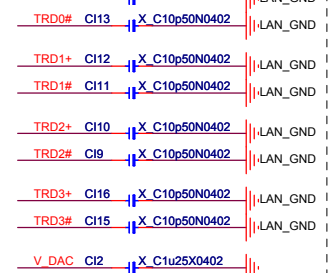 LAN_GND
TRD0# CI13 X_C10p50N0402 LAN_GND
TRD1+ CI12 X_C10p50N0402 LAN_GND
TRD1# CI11 X_C10p50N0402 LAN_GND
TRD2+ CI10 X_C10p50N0402 LAN_GND
TRD2# CI9 X_C10p50N0402 LAN_GND
TRD3+ CI16 X_C10p50N0402 LAN_GND
TRD3# CI15 X_C10p50N0402 LAN_GND
V_DAC CI2 X_C1u25X0402